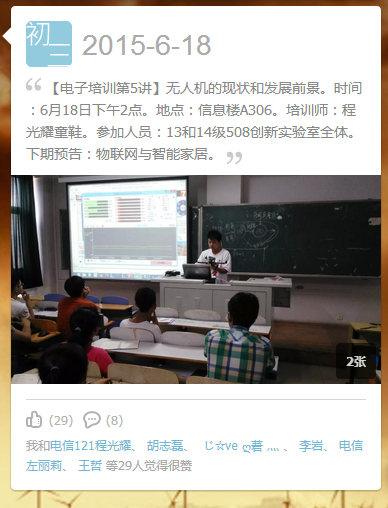 初三
2015-6-18
【电子培训第5讲】无人机的现状和发展前景。时间
：6月18日下午2点。地点：信息楼A306。培训师：程
光耀童鞋。参加人员：13和14级508创新实验室全体。
下期预告：物联网与智能家居。
2张
(29) (8)
我和电信121程光耀、 胡志磊、 じ☆ve ღ暮灬 、 李岩、 电信
左丽莉、 王哲 等29人觉得很赞